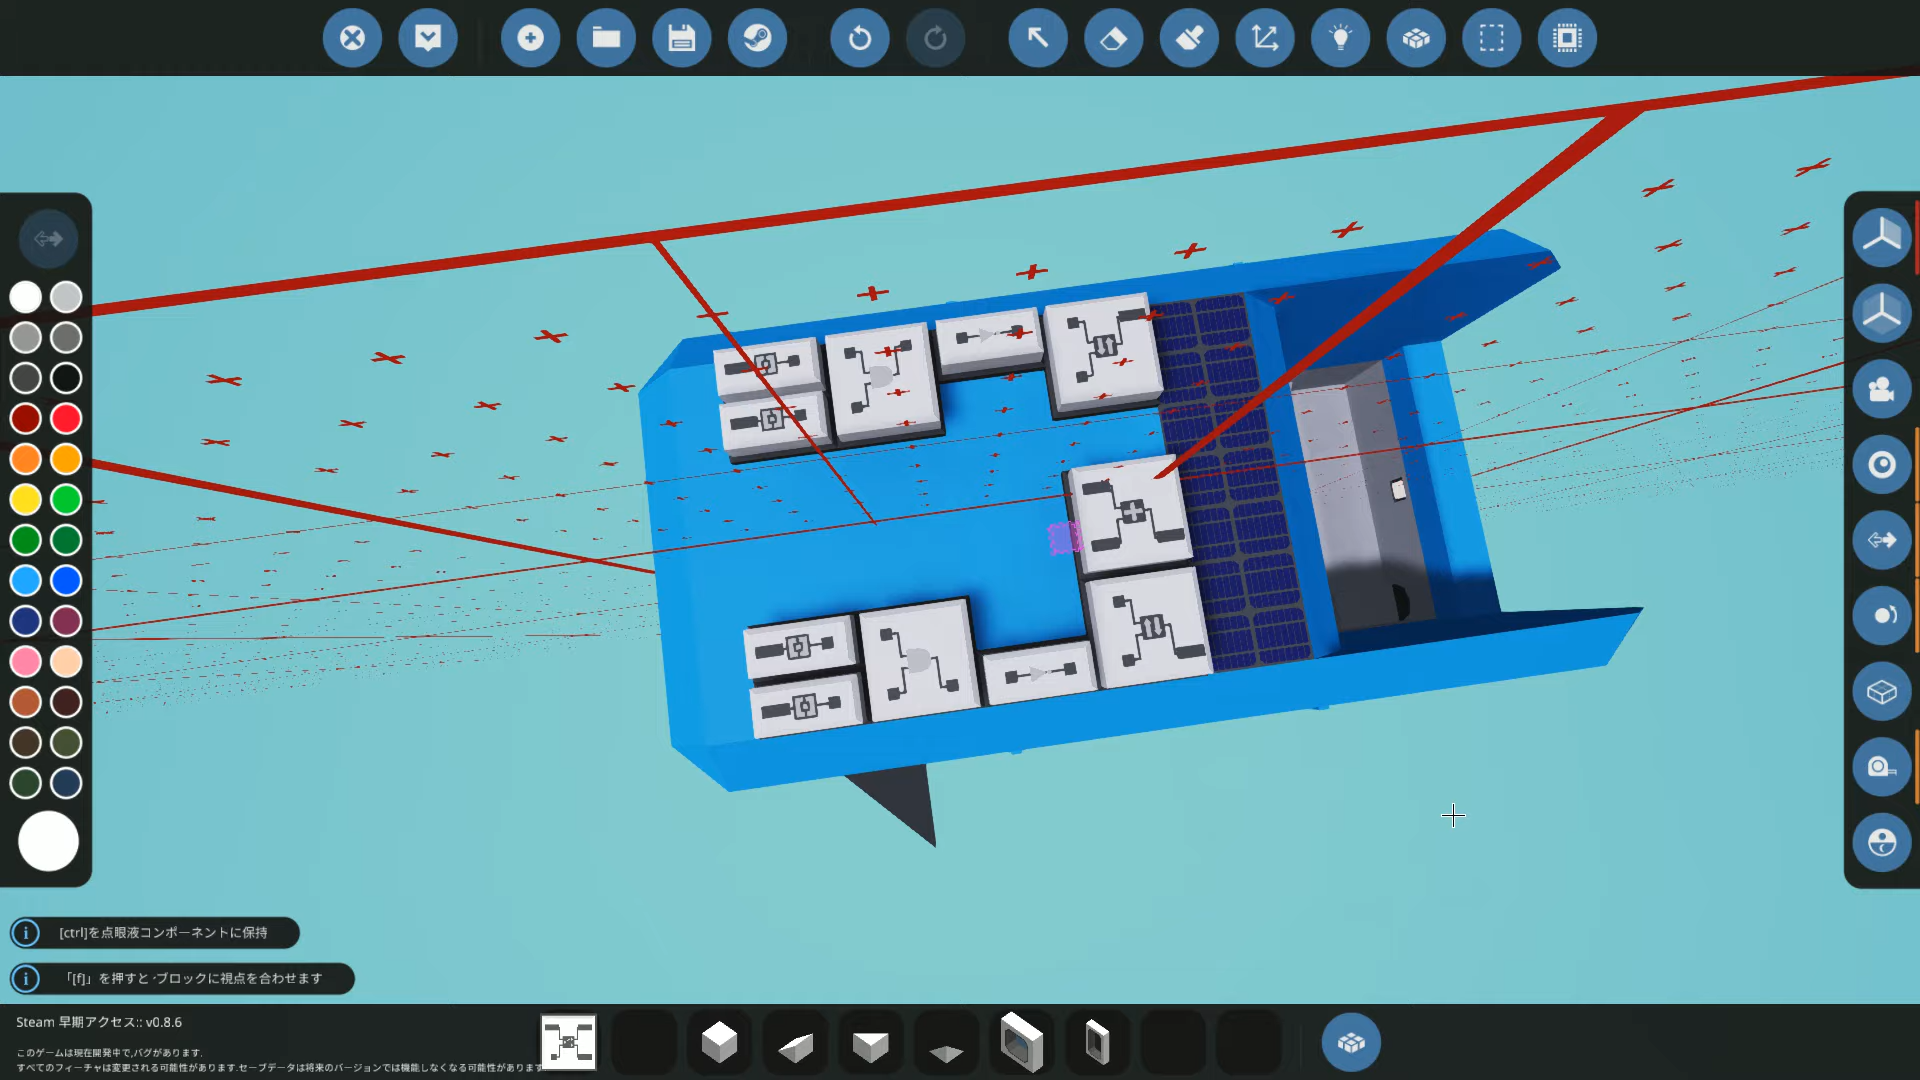 [ctrl]を点眼液コンポーネントに保持
「[f]」を押すと ·ブロックに視点を合わせます
Steam 早期アクセス:: v0.8.6
このゲームは現在開発中で,バグがあります.
すべてのフィーチャは変更される可能性があります.セーブデータは将来のバージョンでは機能しなくなる可能性があります